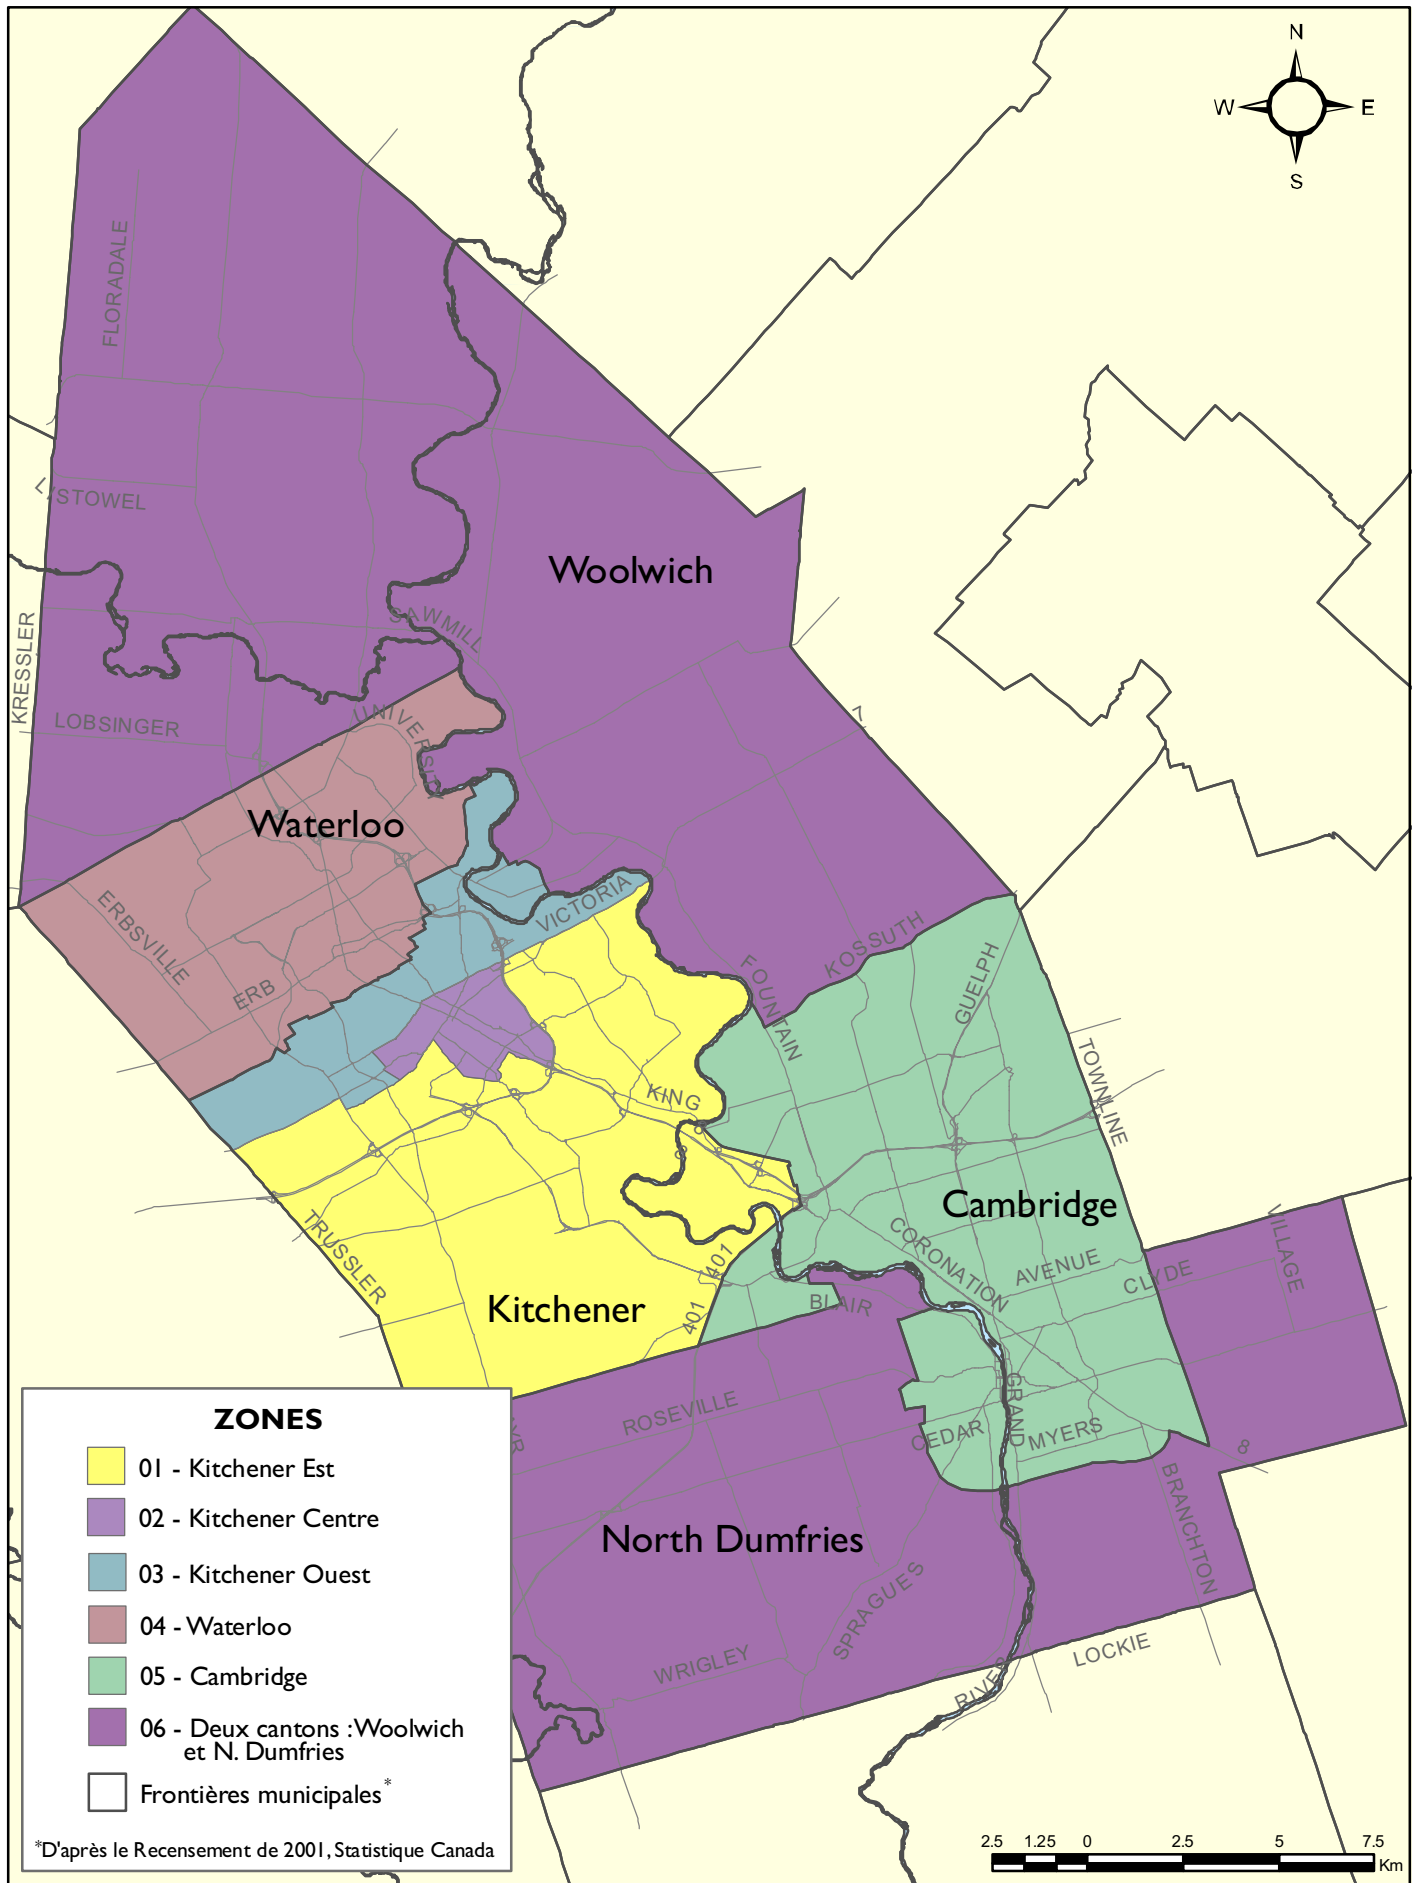 N
W E
S
FLORADALE
LISTOWEL
Woolwich
SAWMILL
KRESSLER
LOBSINGER
UNIVERSITY
7
Waterloo
ERBSVILLE
ERB
VICTORIA
KOSSUTH
FOUNTAIN
GUELPH
TOWNLINE
KING
Cambridge
TRUSSLER
401
401
CORONATION
AVENUE
CLYDE
VILLAGE
Kitchener
BLAIR
GRAND
ROSEVILLE
CEDAR
MYERS
8
BRANCHTON
North Dumfries
SPRAGUES
WRIGLEY
LOCKIE
RIVER
ZONES
01 - Kitchener Est
02 - Kitchener Centre
03 - Kitchener Ouest
04 - Waterloo
05 - Cambridge
06 - Deux cantons : Woolwich
et N. Dumfries
Frontières municipales*
*D'après le Recensement de 2001, Statistique Canada
2.5 1.25 0 2.5 5 7.5
Km